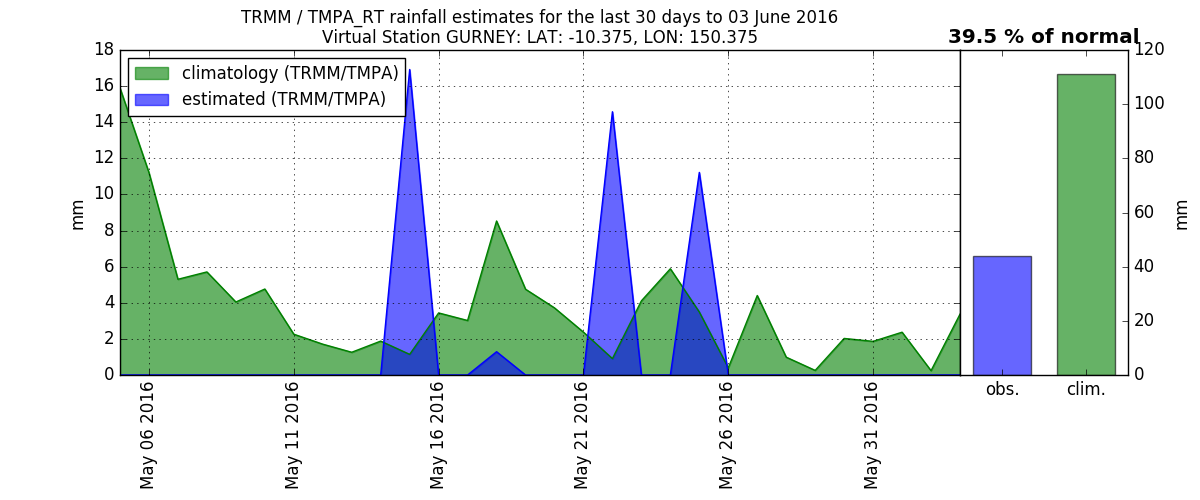 TRMM / TMPA_RT rainfall estimates for the last 30 days to 03 June 2016
Virtual Station GURNEY: LAT: -10.375, LON: 150.375
39.5 % of normal
climatology (TRMM/TMPA)
estimated (TRMM/TMPA)
18
16
14
12
10
8
6
4
2
0
mm
May 06 2016
May 11 2016
May 16 2016
May 21 2016
May 26 2016
May 31 2016
120
100
80
60
40
20
0
mm
obs.
clim.